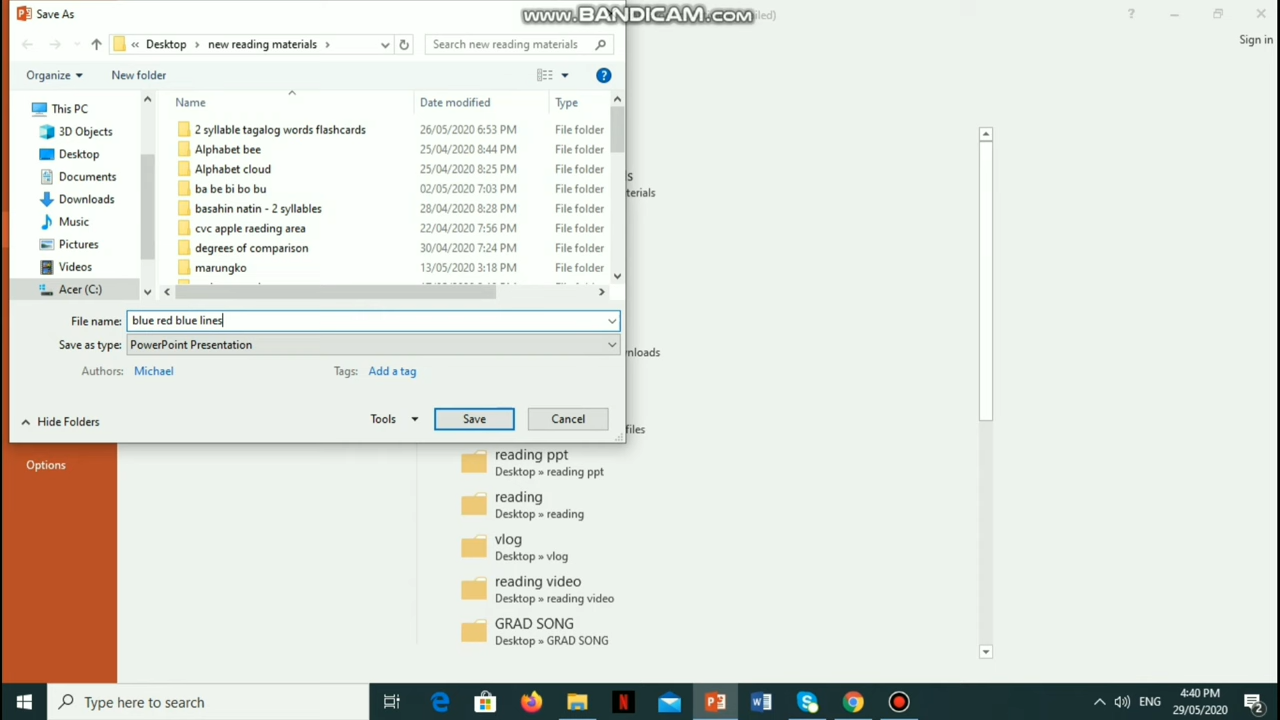 Save As
www.BANDICAM.com
Sign in
« Desktop › new reading materials ›
Search new reading materials
Organize
New folder
Name
Date modified
Type
This PC
3D Objects
Desktop
Documents
Downloads
Music
Pictures
Videos
Acer (C:)
2 syllable tagalog words flashcards 26/05/2020 6:53 PM File folder
Alphabet bee 25/04/2020 8:44 PM File folder
Alphabet cloud 25/04/2020 8:25 PM File folder
ba be bi bo bu 02/05/2020 7:03 PM File folder
basahin natin - 2 syllables 28/04/2020 8:28 PM File folder
cvc apple raeding area 22/04/2020 7:56 PM File folder
degrees of comparison 30/04/2020 7:24 PM File folder
marungko 13/05/2020 3:18 PM File folder
File name: blue red blue lines
Save as type: PowerPoint Presentation
Authors: Michael
Tags: Add a tag
Hide Folders
Tools
Save
Cancel
Options
reading ppt
Desktop » reading ppt
reading
Desktop » reading
vlog
Desktop » vlog
reading video
Desktop » reading video
GRAD SONG
Desktop » GRAD SONG
Type here to search
ENG
4:40 PM
29/05/2020
2